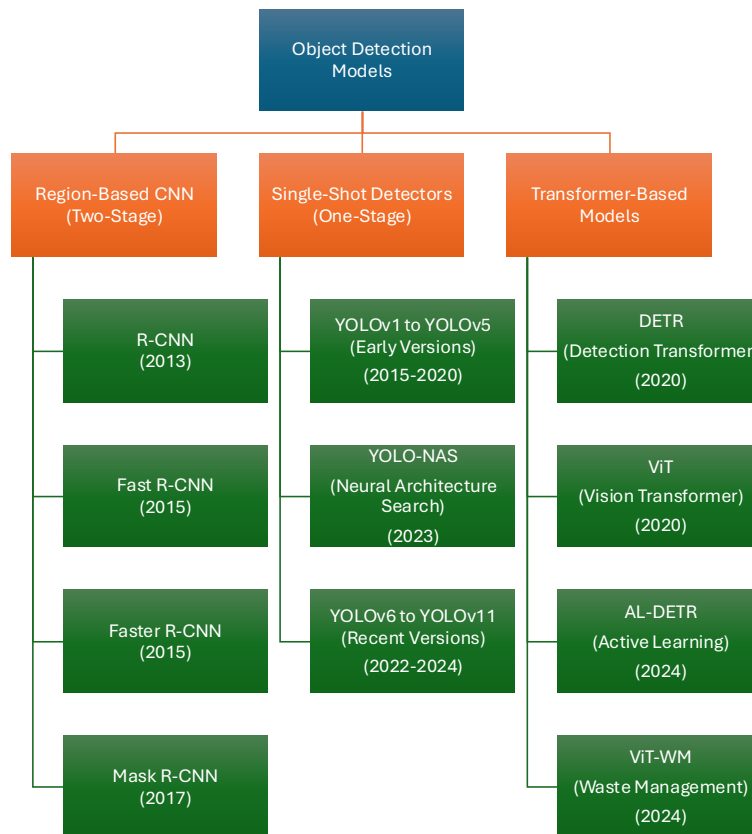 Object Detection
Models
Region-Based CNN
(Two-Stage)
Single-Shot Detectors
(One-Stage)
Transformer-Based
Models
R-CNN
(2013)
Fast R-CNN
(2015)
Faster R-CNN
(2015)
Mask R-CNN
(2017)
YOLOv1 to YOLOv5
(Early Versions)
(2015-2020)
YOLO-NAS
(Neural Architecture
Search)
(2023)
YOLOv6 to YOLOv11
(Recent Versions)
(2022-2024)
DETR
(Detection Transformer
(2020)
ViT
(Vision Transformer)
(2020)
AL-DETR
(Active Learning)
(2024)
ViT-WM
(Waste Management)
(2024)